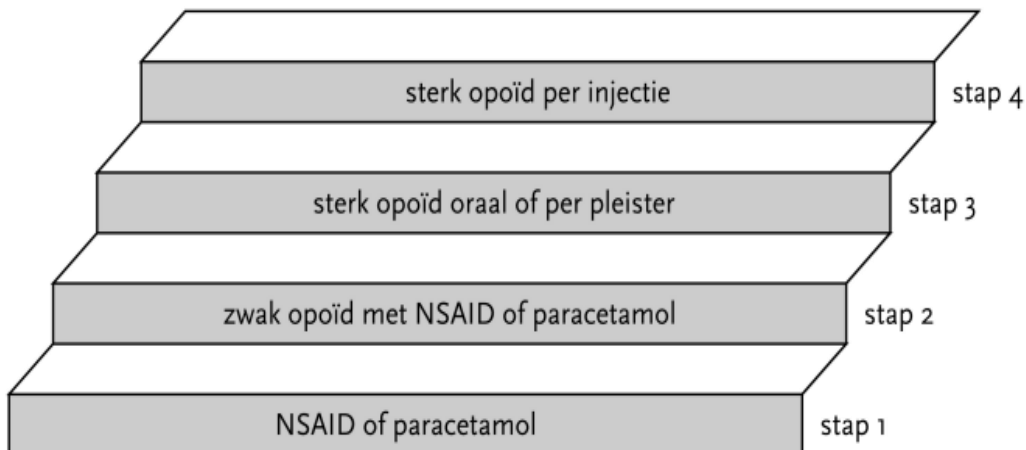 sterk opoïd per injectie stap 4
sterk opoïd oraal of per pleister stap 3
zwak opoïd met NSAID of paracetamol stap 2
NSAID of paracetamol stap 1